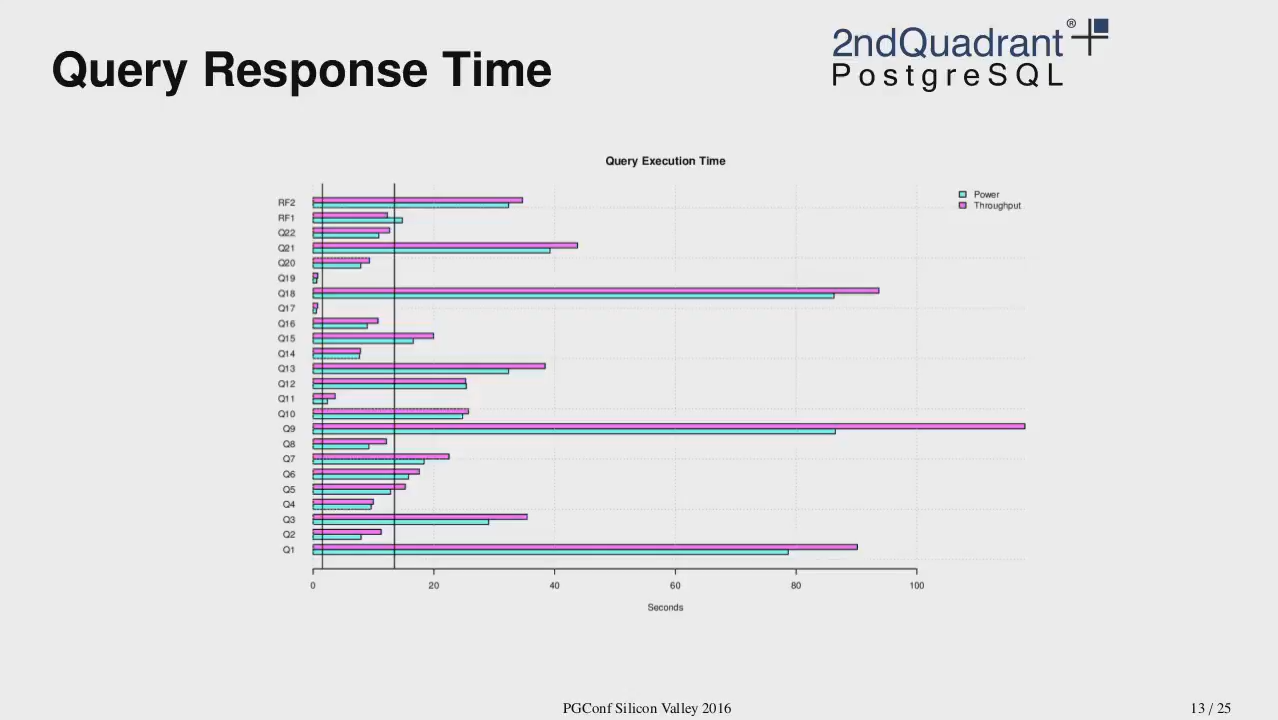 Query Response Time
2ndQuadrant®
PostgreSQL
Query Execution Time
Power
Throughput
RF2
RF1
Q22
Q21
Q20
Q19
Q18
Q17
Q16
Q15
Q14
Q13
Q12
Q11
Q10
Q9
Q8
Q7
Q6
Q5
Q4
Q3
Q2
Q1
0 20 40 60 80 100
Seconds
PGConf Silicon Valley 2016
13 / 25